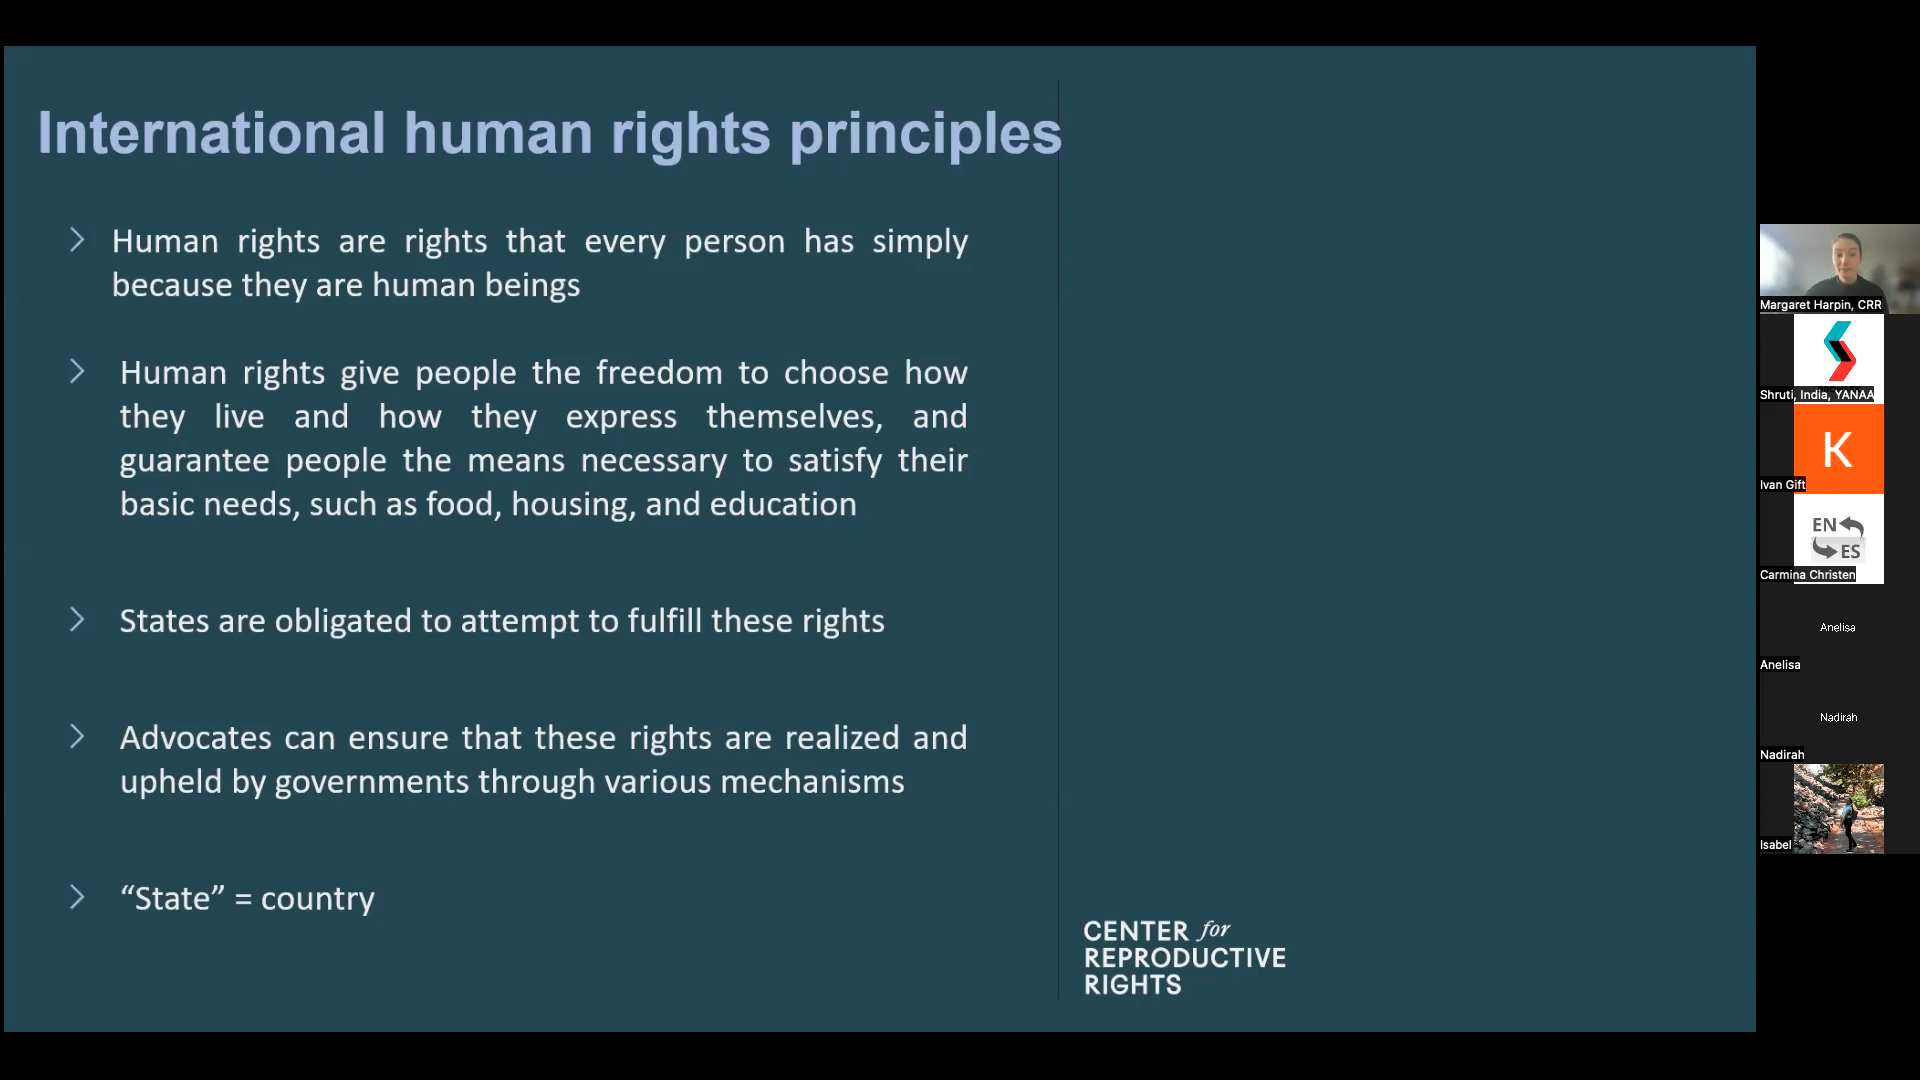 International human rights principles
Human rights are rights that every person has simply
because they are human beings
Human rights give people the freedom to choose how
they live and how they express themselves, and
guarantee people the means necessary to satisfy their
basic needs, such as food, housing, and education
States are obligated to attempt to fulfill these rights
Advocates can ensure that these rights are realized and
upheld by governments through various mechanisms
“State” = country
CENTER for
REPRODUCTIVE
RIGHTS
Margaret Harpin, CRR
Shruti, India, YANAA
K
Ivan Gift
EN
ES
Carmina Christen
Anelisa
Anelisa
Nadirah
Nadirah
Isabel